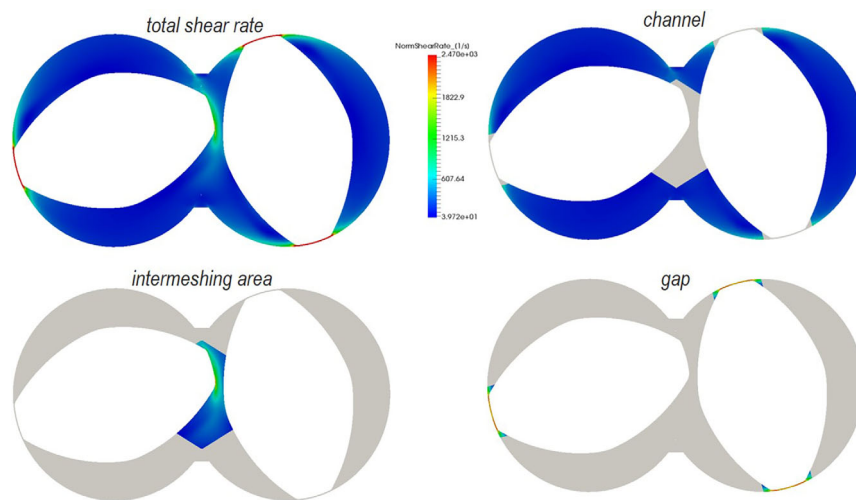 total shear rate
channel
NormShearRate_(1/s)
2.470e+03
1822.9
1215.3
607.64
3.972e+01
intermeshing area
gap